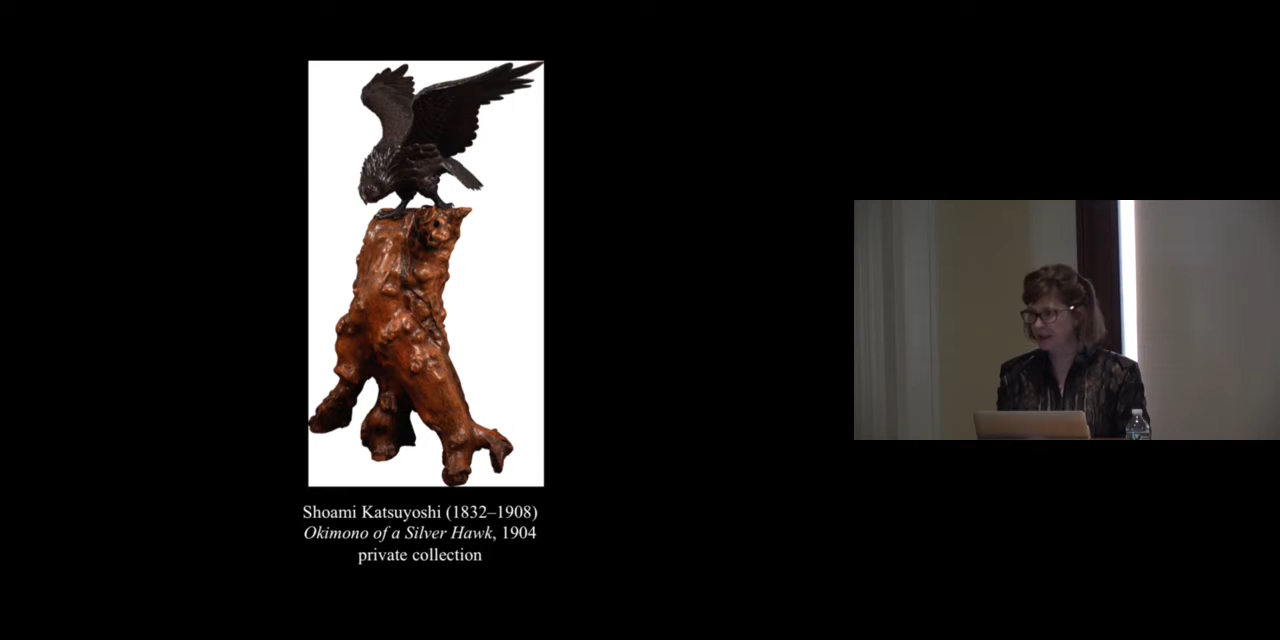 Shoami Katsuyoshi (1832–1908)
Okimono of a Silver Hawk, 1904
private collection